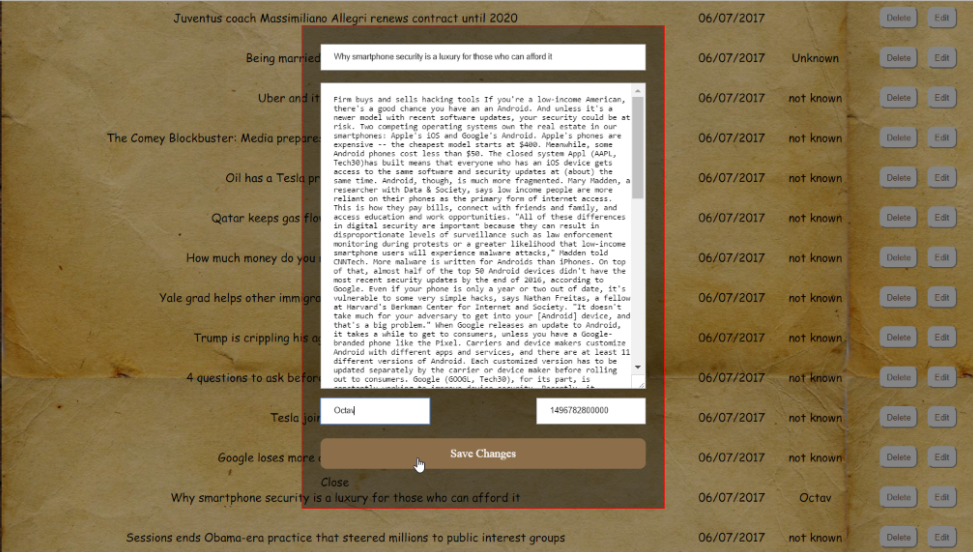 Juventus coach Massimiliano Allegri renews contract until 2020 06/07/2017 Delete Edit
Why smartphone security is a luxury for those who can afford it
Being married 06/07/2017 Unknown Delete Edit
Uber and it 06/07/2017 not known Delete Edit
The Comey Blockbuster: Media prepares 06/07/2017 not known Delete Edit
Oil has a Tesla pr 06/07/2017 not known Delete Edit
Qatar keeps gas flo 06/07/2017 not known Delete Edit
How much money do you 06/07/2017 not known Delete Edit
Yale grad helps other imm gra 06/07/2017 not known Delete Edit
Trump is crippling his 06/07/2017 not known Delete Edit
4 questions to ask before 06/07/2017 not known Delete Edit
Tesla join 06/07/2017 not known Delete Edit
Google loses more 06/07/2017 not known Delete Edit
Firm buys and sells hacking tools If you're a low-income American,
there's a good chance you have an an Android. And unless it's a
newer model with recent software updates, your security could be at
risk. Two competing operating systems own the real estate in our
smartphones: Apple's iOS and Google's Android. Apple's phones are
expensive -- the cheapest model starts at $400. Meanwhile, some
Android phones cost less than $50. The closed system Appl (AAPL,
Tech30)has built means that everyone who has an iOS device gets
access to the same software and security updates at (about) the
same time. Android, though, is much more fragmented. Mary Madden, a
researcher with Data & Society, says low income people are more
reliant on their phones as the primary form of internet access.
This is how they pay bills, connect with friends and family, and
access education and work opportunities. "All of these differences
in digital security are important because they can result in
disproportionate levels of surveillance such as law enforcement
monitoring during protests or a greater likelihood that low-income
smartphone users will experience malware attacks," Madden told
CNNTech. More malware is written for Androids than iPhones. On top
of that, almost half of the top 50 Android devices didn't have the
most recent security updates by the end of 2016, according to
Google. Even if your phone is only a year or two out of date, it's
vulnerable to some very simple hacks, says Nathan Freitas, a fellow
at Harvard's Berkman Center for Internet and Society. "It doesn't
take much for your adversary to get into your [Android] device, and
that's a big problem." When Google releases an update to Android,
it takes a while to get to consumers, unless you have a Google-
branded phone like the Pixel. Carriers and device makers customize
Android with different apps and services, and there are at least 11
different versions of Android. Each customized version has to be
updated separately by the carrier or device maker before rolling
out to consumers. Google (GOOGL, Tech30), for its part, is
Octav 1496782800000
Save Changes
Close
Why smartphone security is a luxury for those who can afford it 06/07/2017 Octav Delete Edit
Sessions ends Obama-era practice that steered millions to public interest groups 06/07/2017 not known Delete Edit